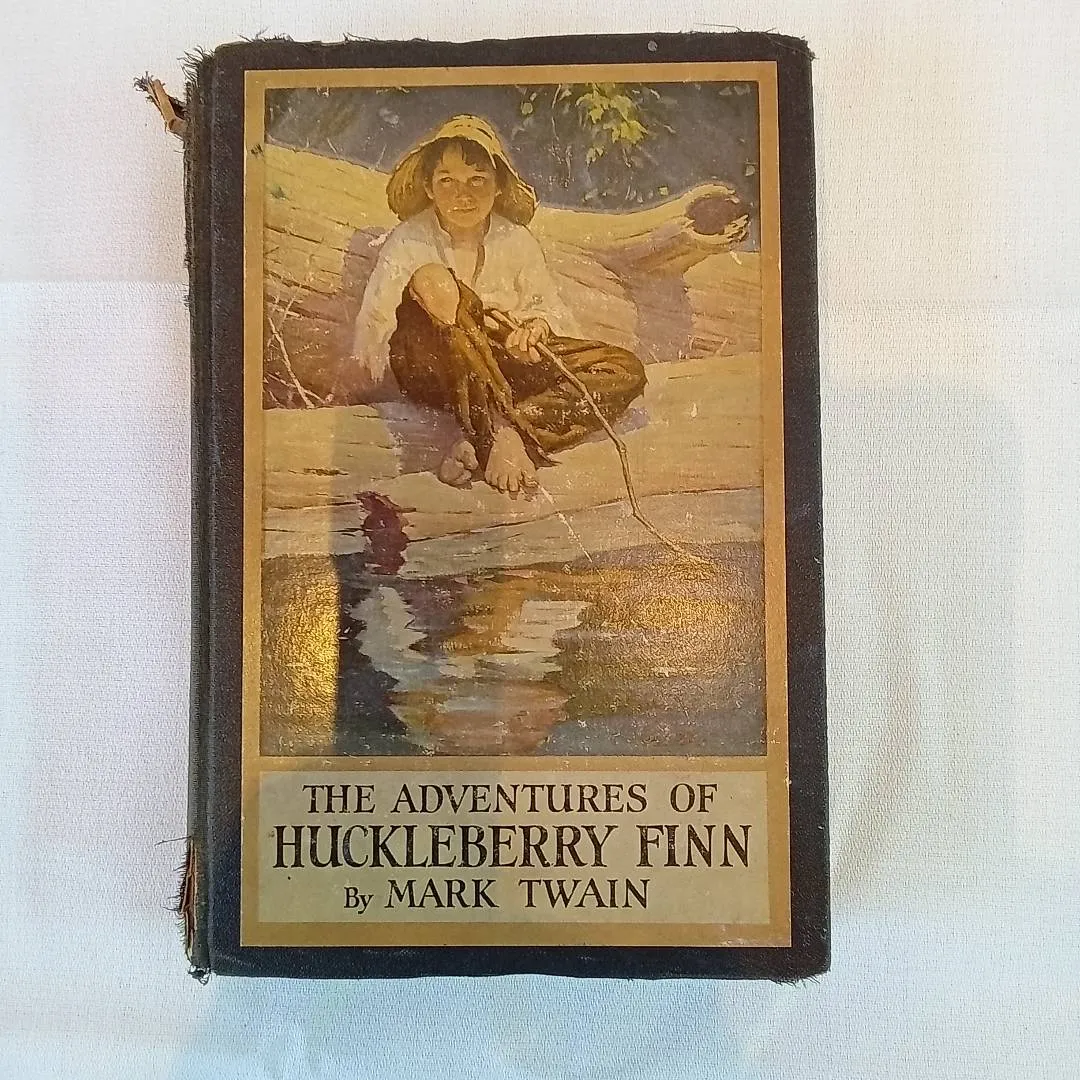 THE ADVENTURES OF
HUCKLEBERRY FINN
By MARK TWAIN